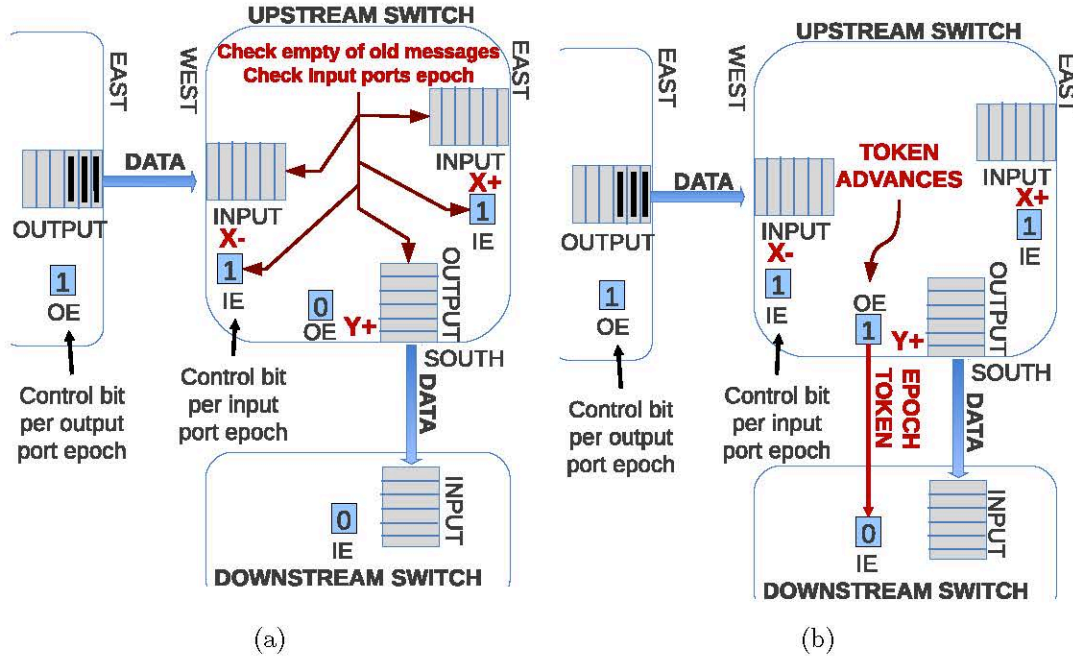 UPSTREAM SWITCH
Check empty of old messages
Check Input ports epoch
EAST
WEST
EAST
DATA
OUTPUT
INPUT
X-
INPUT
X+
1
IE
1
OE
1
IE
0
OE
Y+
OUTPUT
SOUTH
Control bit
per output
port epoch
Control bit
per input
port epoch
DATA
INPUT
0
IE
DOWNSTREAM SWITCH
(a)
UPSTREAM SWITCH
EAST
WEST
EAST
TOKEN
ADVANCES
DATA
OUTPUT
INPUT
X-
INPUT
X+
1
IE
1
OE
1
IE
OE
1
Y+
OUTPUT
SOUTH
Control bit
per output
port epoch
Control bit
per input
port epoch
EPOCH
TOKEN
DATA
INPUT
0
IE
DOWNSTREAM SWITCH
(b)